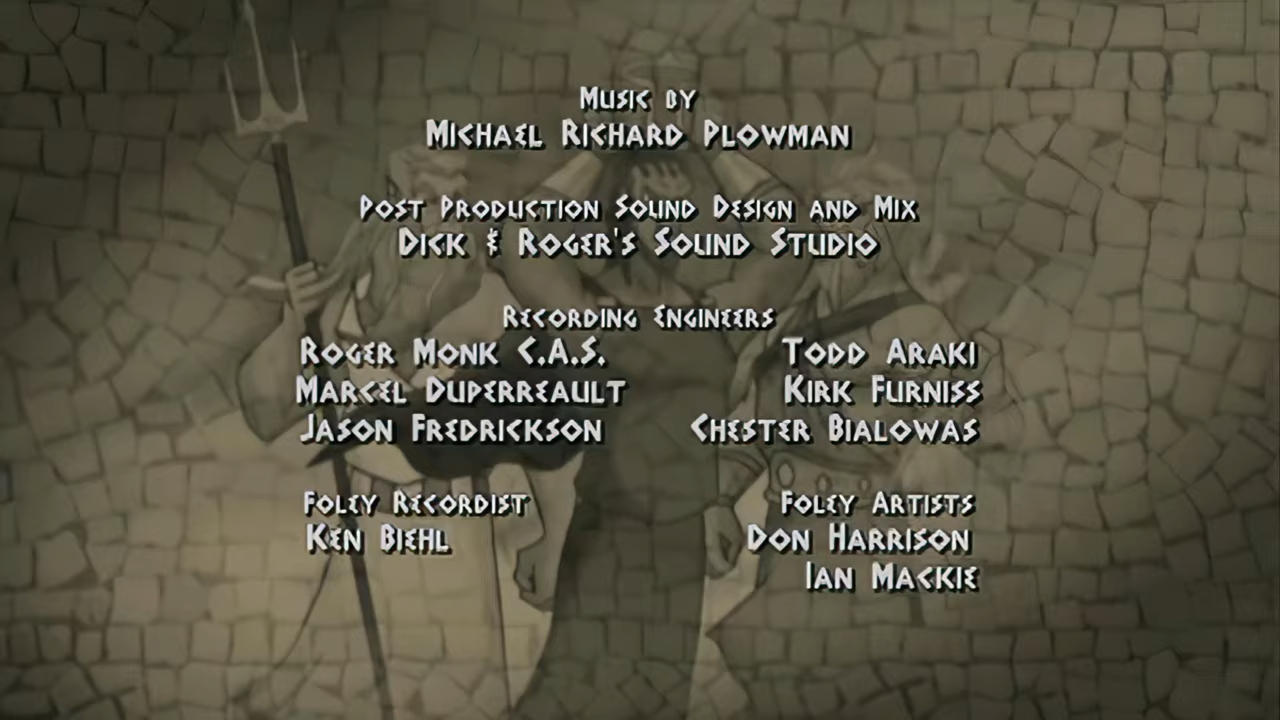 Music by
Michael Richard Plowman
Post Production Sound Design and Mix
Dick & Roger's Sound Studio
Recording Engineers
Roger Monk C.A.S.
Todd Araki
Marcel Duperreault
Kirk Furniss
Jason Fredrickson
Chester Bialowas
Foley Recordist
Foley Artists
Ken Biehl
Don Harrison
Ian Mackie